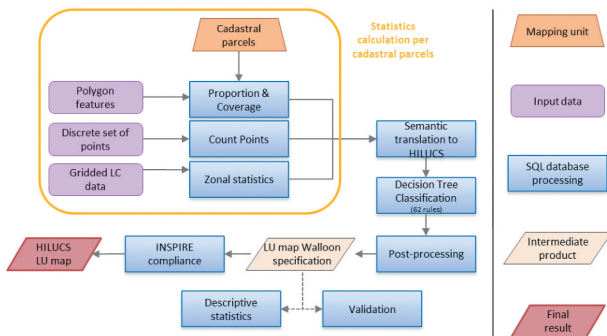 Cadastral
parcels
Statistics
calculation per
cadastral parcels
Polygon
features
Proportion &
Coverage
Discrete set of
points
Count Points
Gridded LC
data
Zonal statistics
Semantic
translation to
HILUCS
Decision Tree
Classification
(62 rules)
HILUCS
LU map
INSPIRE
compliance
LU map Walloon
specification
Post-processing
Descriptive
statistics
Validation
Mapping unit
Input data
SQL database
processing
Intermediate
product
Final
result